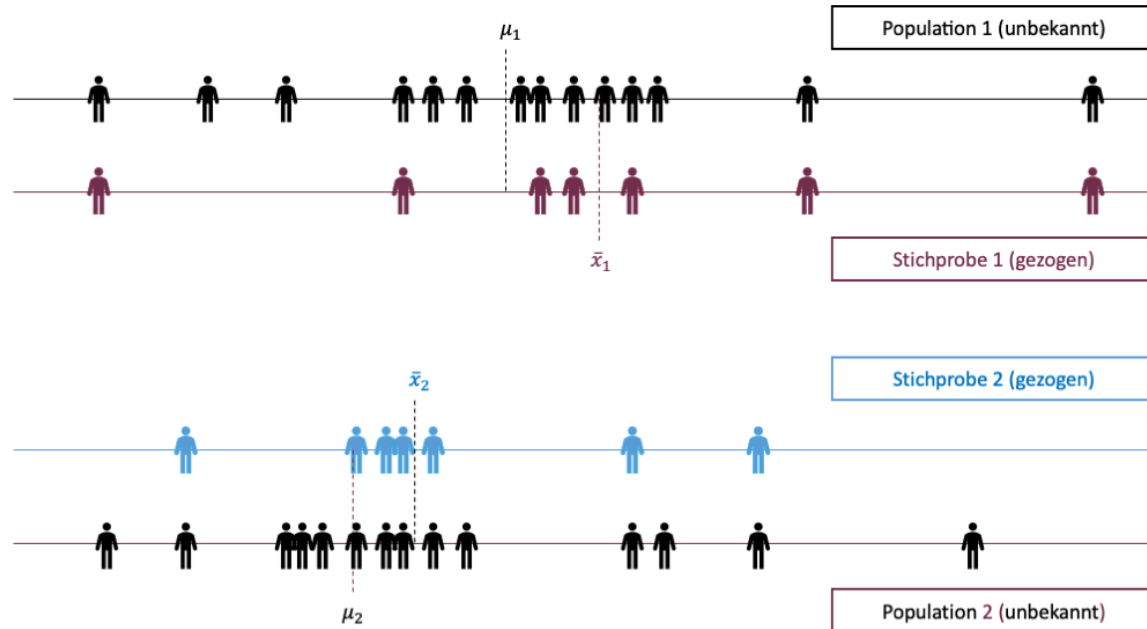 Population 1 (unbekannt)
μ₁
x̄₁
Stichprobe 1 (gezogen)
Stichprobe 2 (gezogen)
x̄₂
μ₂
Population 2 (unbekannt)